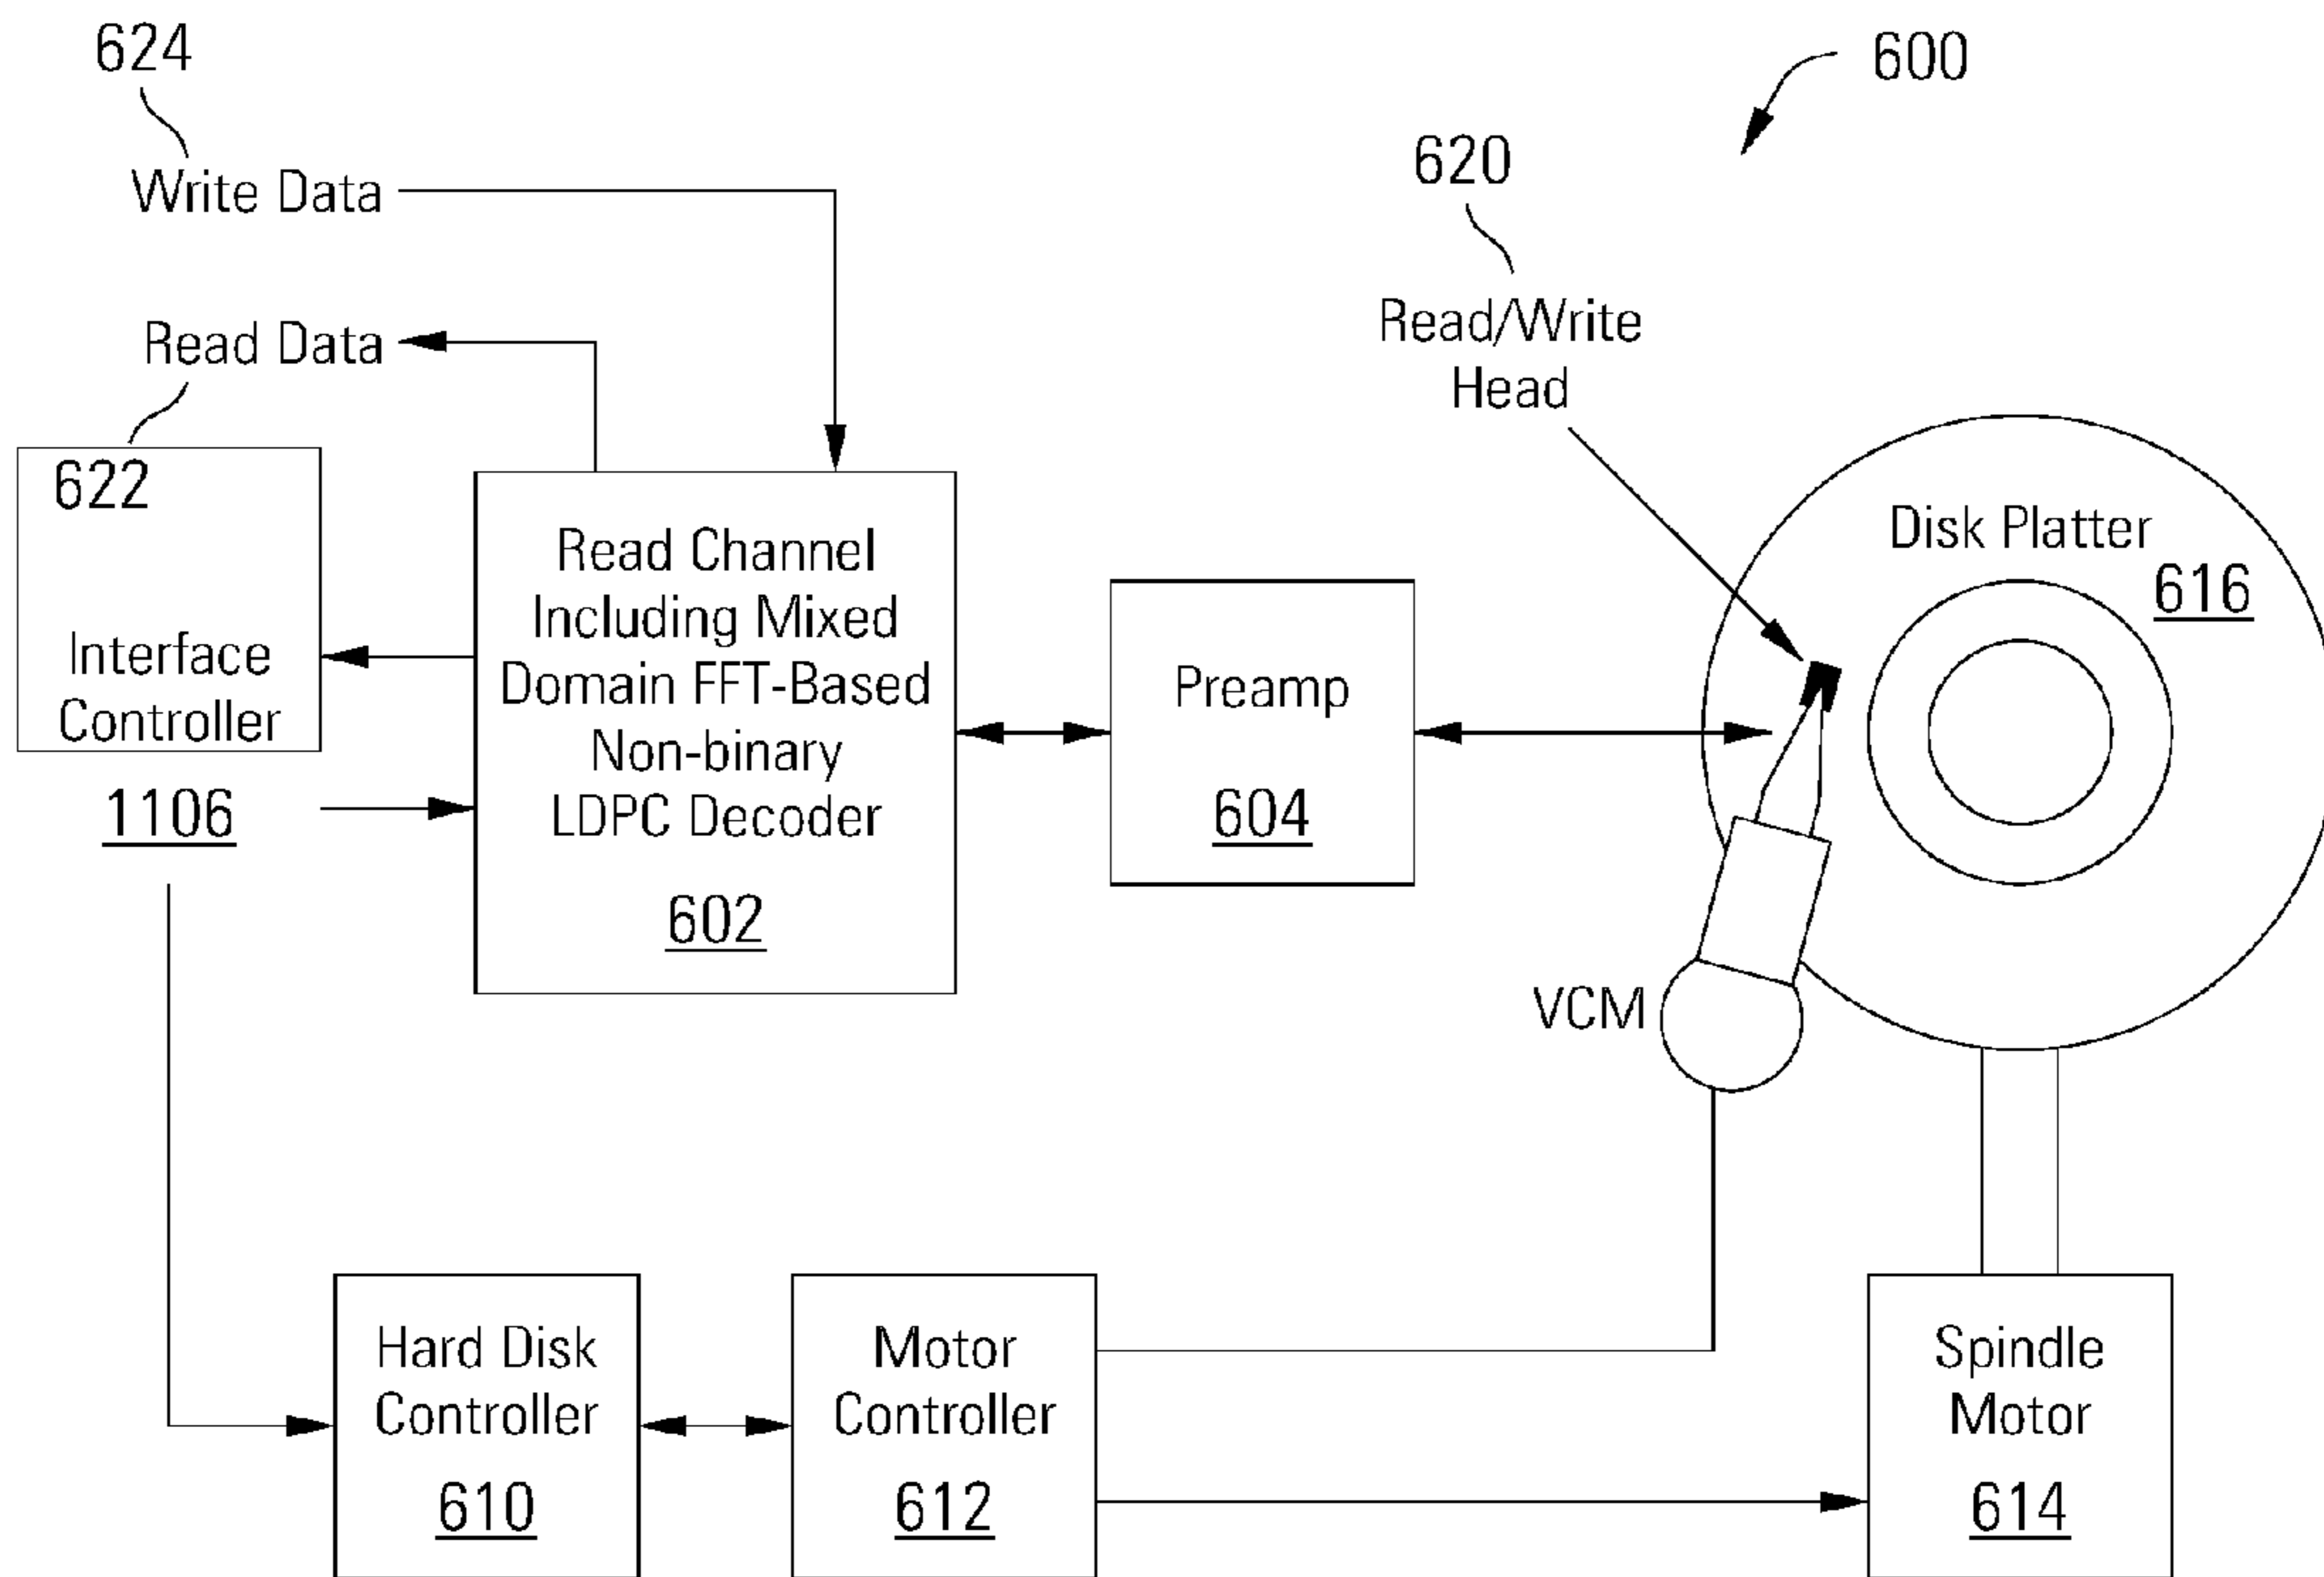 624
600
Write Data
620
Read/Write
Head
Read Data
622
Interface
Controller
1106
Read Channel
Including Mixed
Domain FFT-Based
Non-binary
LDPC Decoder
602
Preamp
604
Disk Platter
616
VCM
Hard Disk
Controller
610
Motor
Controller
612
Spindle
Motor
614